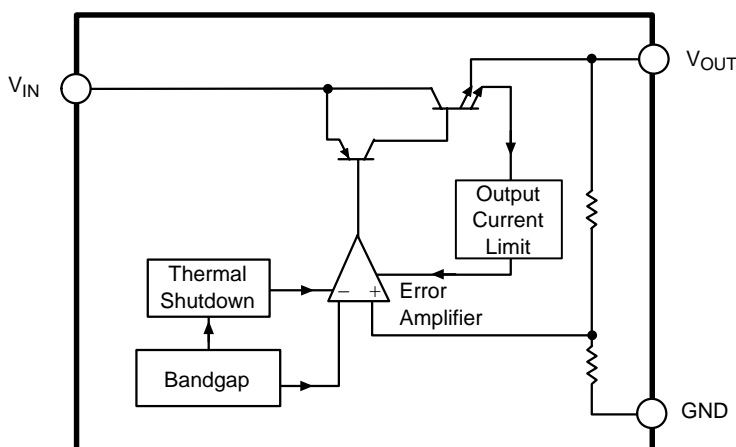 V_IN
V_OUT
Output
Current
Limit
Thermal
Shutdown
− +
Error
Amplifier
Bandgap
GND